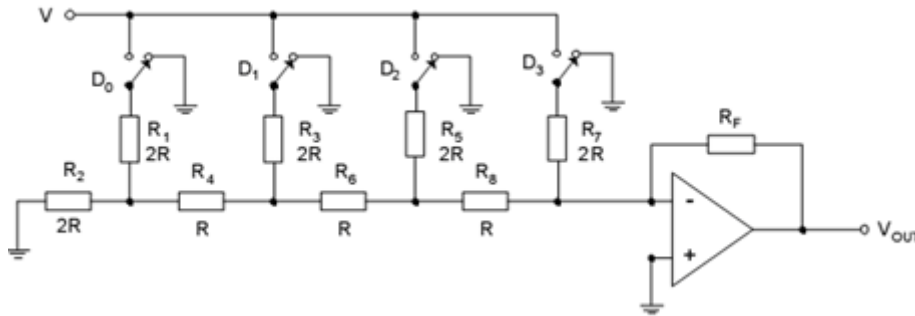 V
D0
D1
D2
D3
R1
2R
R3
2R
R5
2R
R7
2R
RF
R2
2R
R4
R
R6
R
R8
R
-
+
VOUT